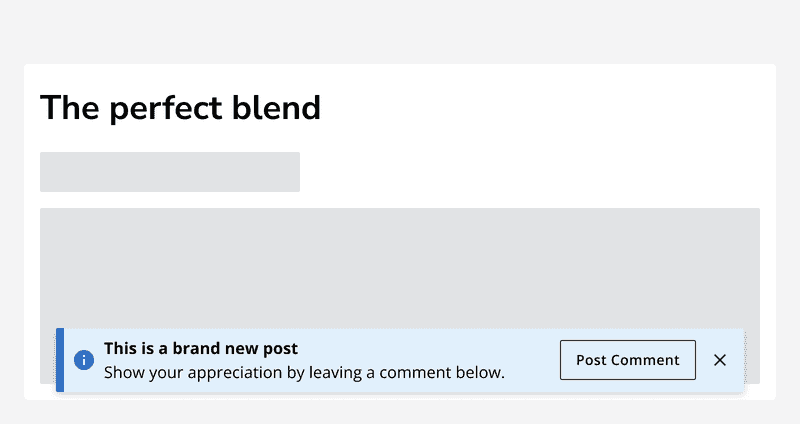 The perfect blend
This is a brand new post
Show your appreciation by leaving a comment below.
Post Comment